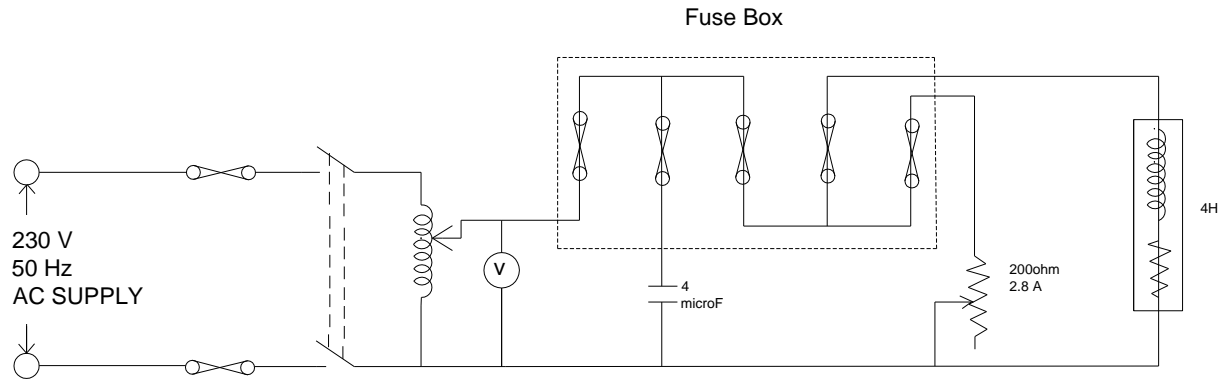 Fuse Box
230 V
50 Hz
AC SUPPLY
V
4
microF
200ohm
2.8 A
4H